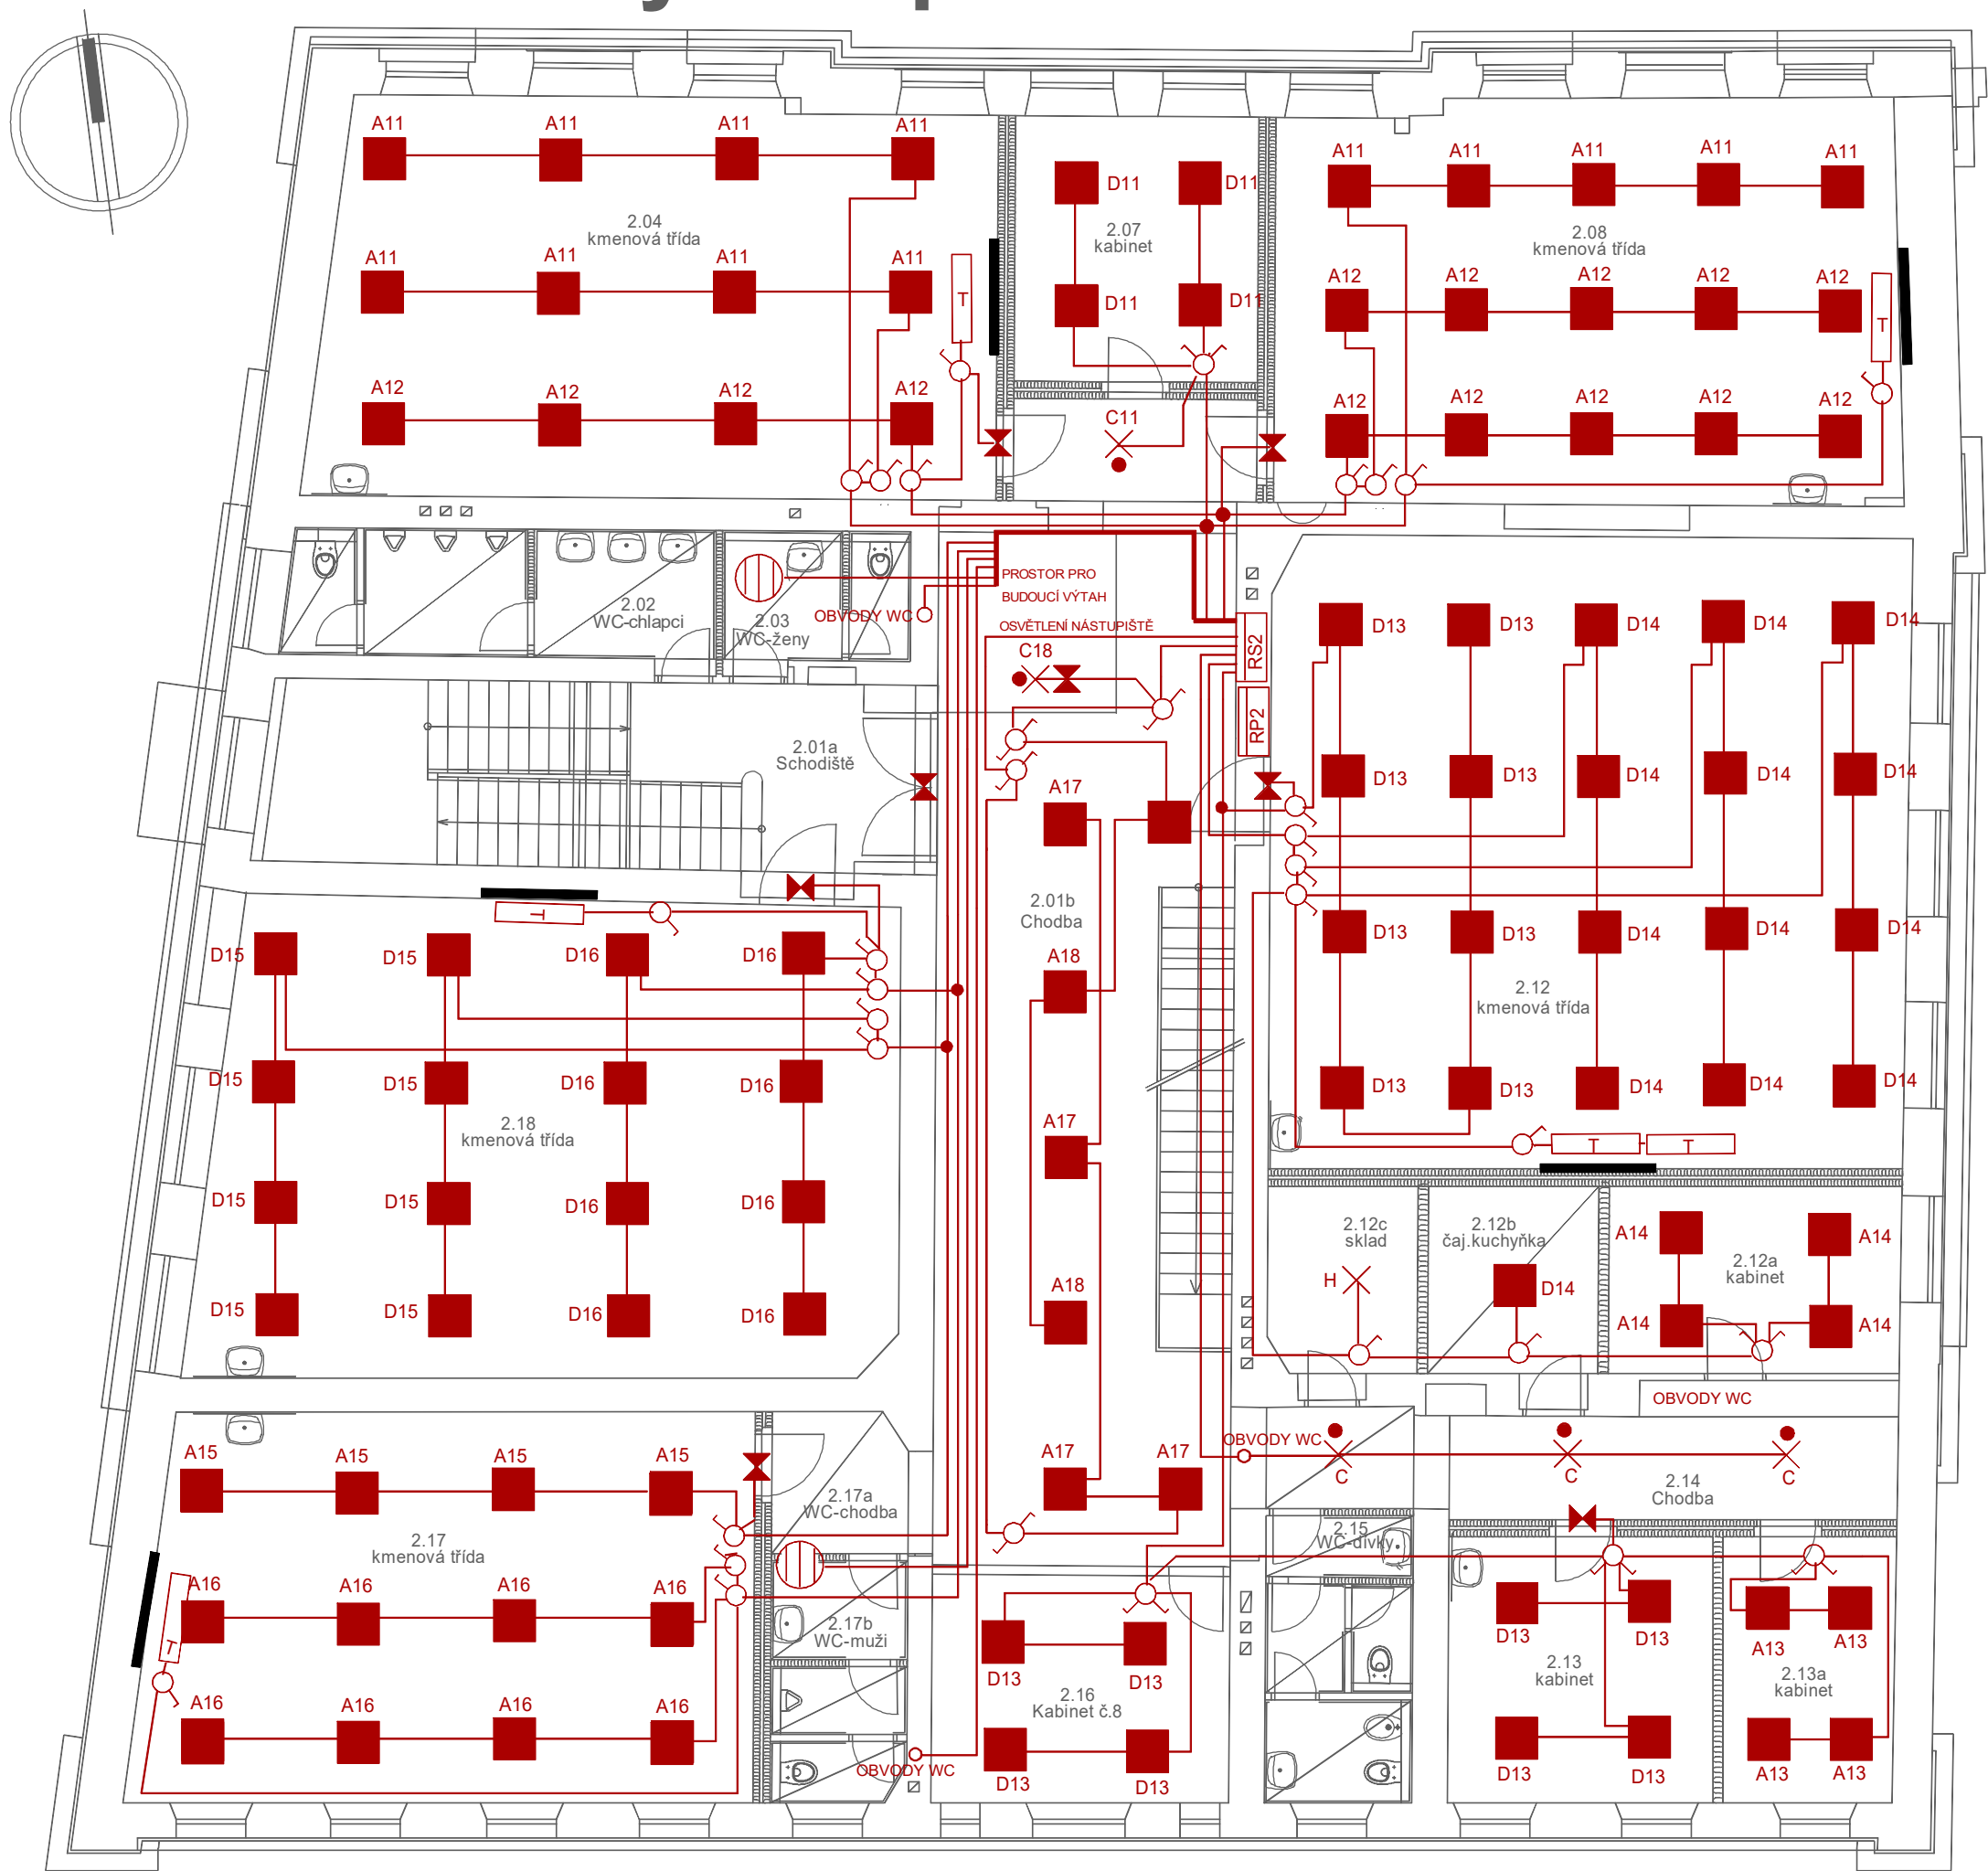 A11 A11 A11 A11
2.04
kmenová třída
A11 A11 A11 A11
T
A12 A12 A12 A12
D11 D11
2.07
kabinet
D11 D11
C11
A11 A11 A11 A11 A11
2.08
kmenová třída
A12 A12 A12 A12 A12
T
A12 A12 A12 A12 A12
2.02
WC-chlapci
2.03
WC-ženy
OBVODY WC
PROSTOR PRO
BUDOUCÍ VÝTAH
OSVĚTLENÍ NÁSTUPIŠTĚ
C18
RS2
RP2
2.01a
Schodiště
A17
2.01b
Chodba
A18
A17
A18
A17 A17
D13 D13 D14 D14 D14
D13 D13 D14 D14 D14
D13 D13 D14 D14 D14
2.12
kmenová třída
D13 D13 D14 D14 D14
T T
T
D15 D15 D16 D16
D15 D15 D16 D16
2.18
kmenová třída
D15 D15 D16 D16
D15 D15 D16 D16
2.12c
sklad
H
2.12b
čaj.kuchyňka
D14
A14 A14
2.12a
kabinet
A14 A14
OBVODY WC
OBVODY WC
C C C
2.14
Chodba
A15 A15 A15 A15
2.17
kmenová třída
A16 A16 A16 A16
T
A16 A16 A16 A16
2.17a
WC-chodba
2.17b
WC-muži
OBVODY WC
2.15
WC-dívky
D13 D13
2.16
Kabinet č.8
D13 D13
D13 D13
2.13
kabinet
D13 D13
A13 A13
2.13a
kabinet
A13 A13